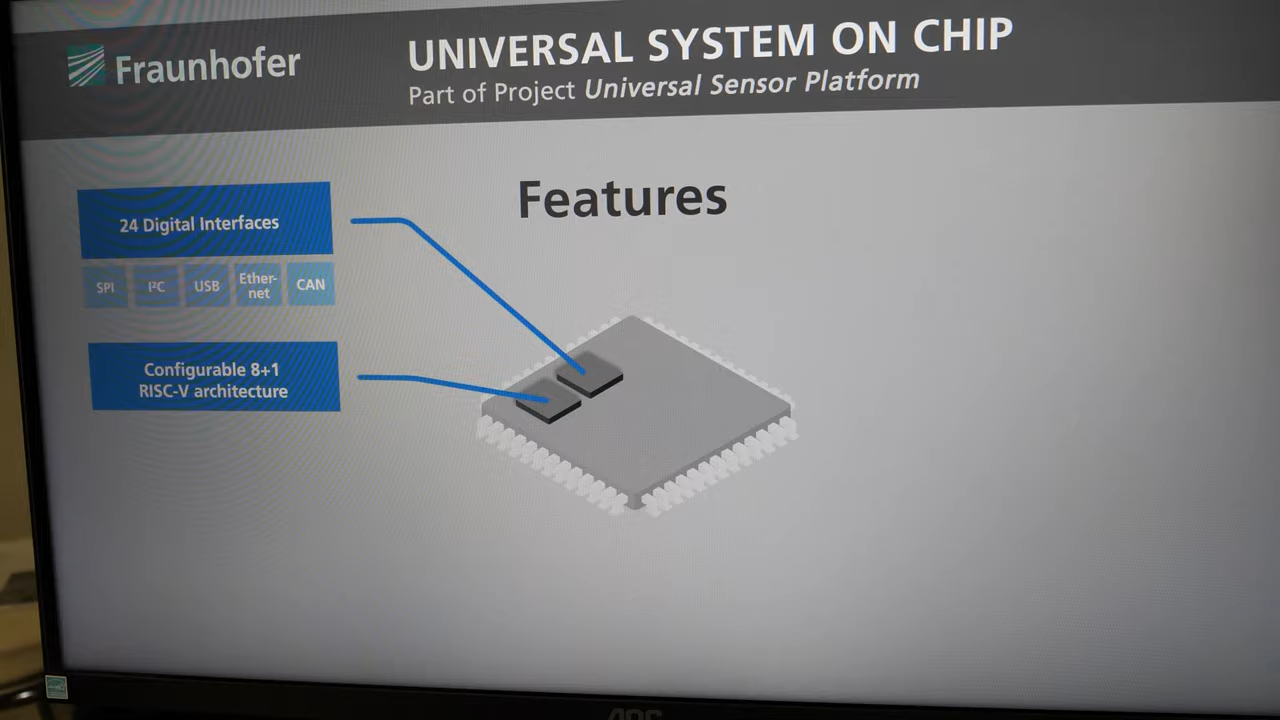 Fraunhofer
UNIVERSAL SYSTEM ON CHIP
Part of Project Universal Sensor Platform
Features
24 Digital Interfaces
SPI
I²C
USB
Ether-
net
CAN
Configurable 8+1
RISC-V architecture
AOC